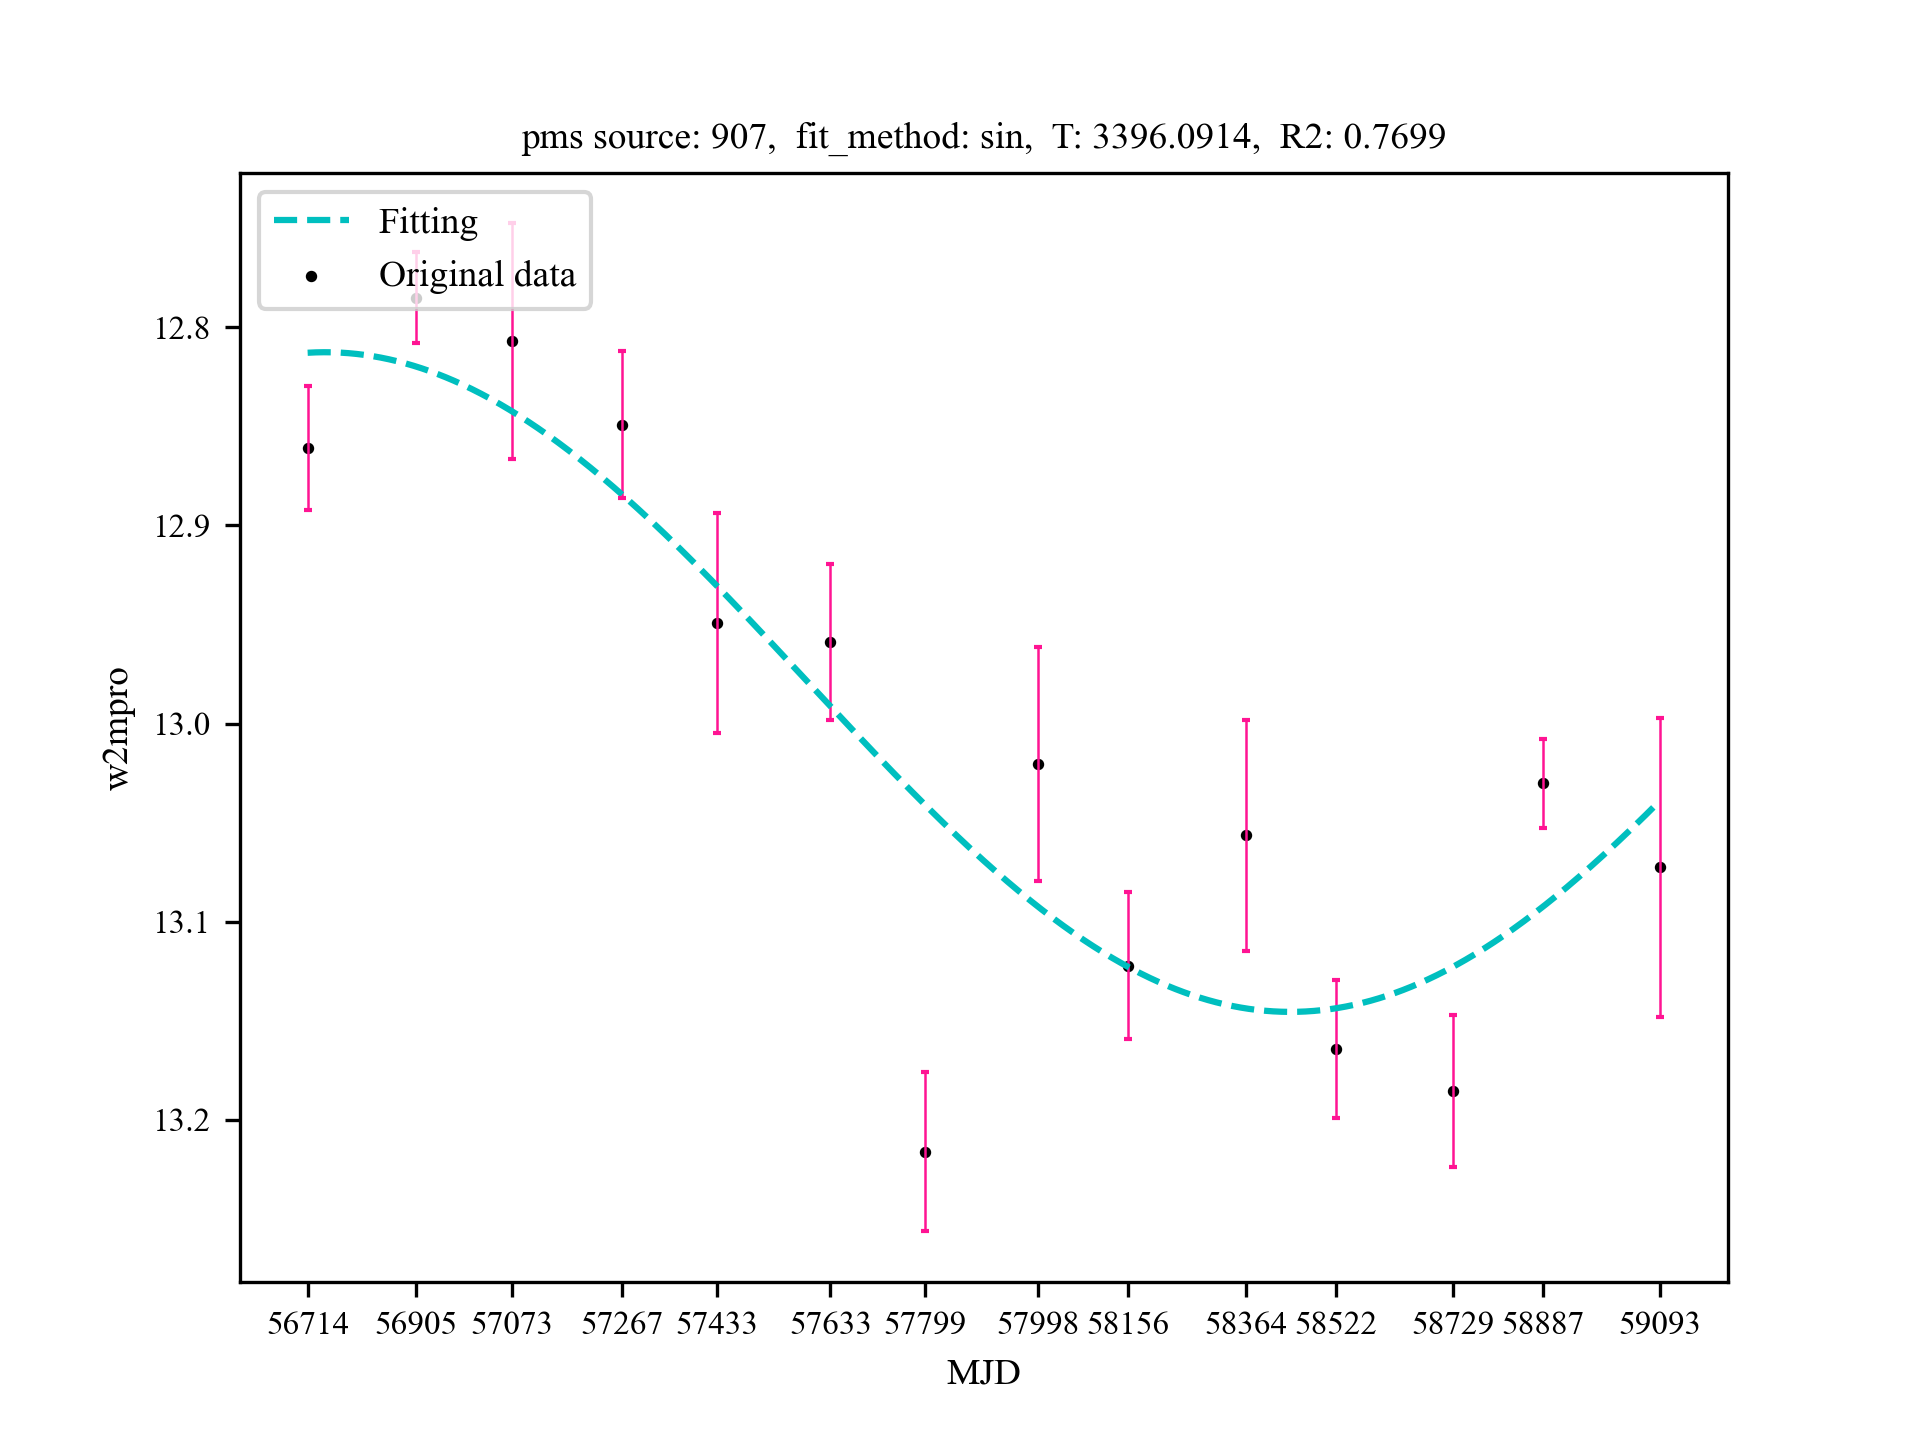 pms source: 907,  fit_method: sin,  T: 3396.0914,  R2: 0.7699
Fitting
Original data
12.8
12.9
13.0
13.1
13.2
w2mpro
56714 56905 57073 57267 57433 57633 57799 57998 58156 58364 58522 58729 58887 59093
MJD